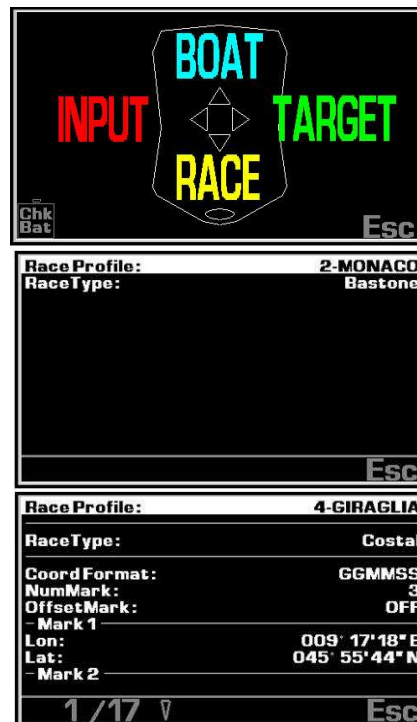 BOAT
INPUT TARGET
RACE
Chk
Bat
Esc
Race Profile: 2-MONACO
RaceType: Bastone
Esc
Race Profile: 4-GIRAGLIA
RaceType: Costal
CoordFormat: GGMMSS
NumMark: 3
OffsetMark: OFF
Mark 1
Lon: 009° 17'18"E
Lat: 045° 55'44"N
Mark 2
1/17 Esc